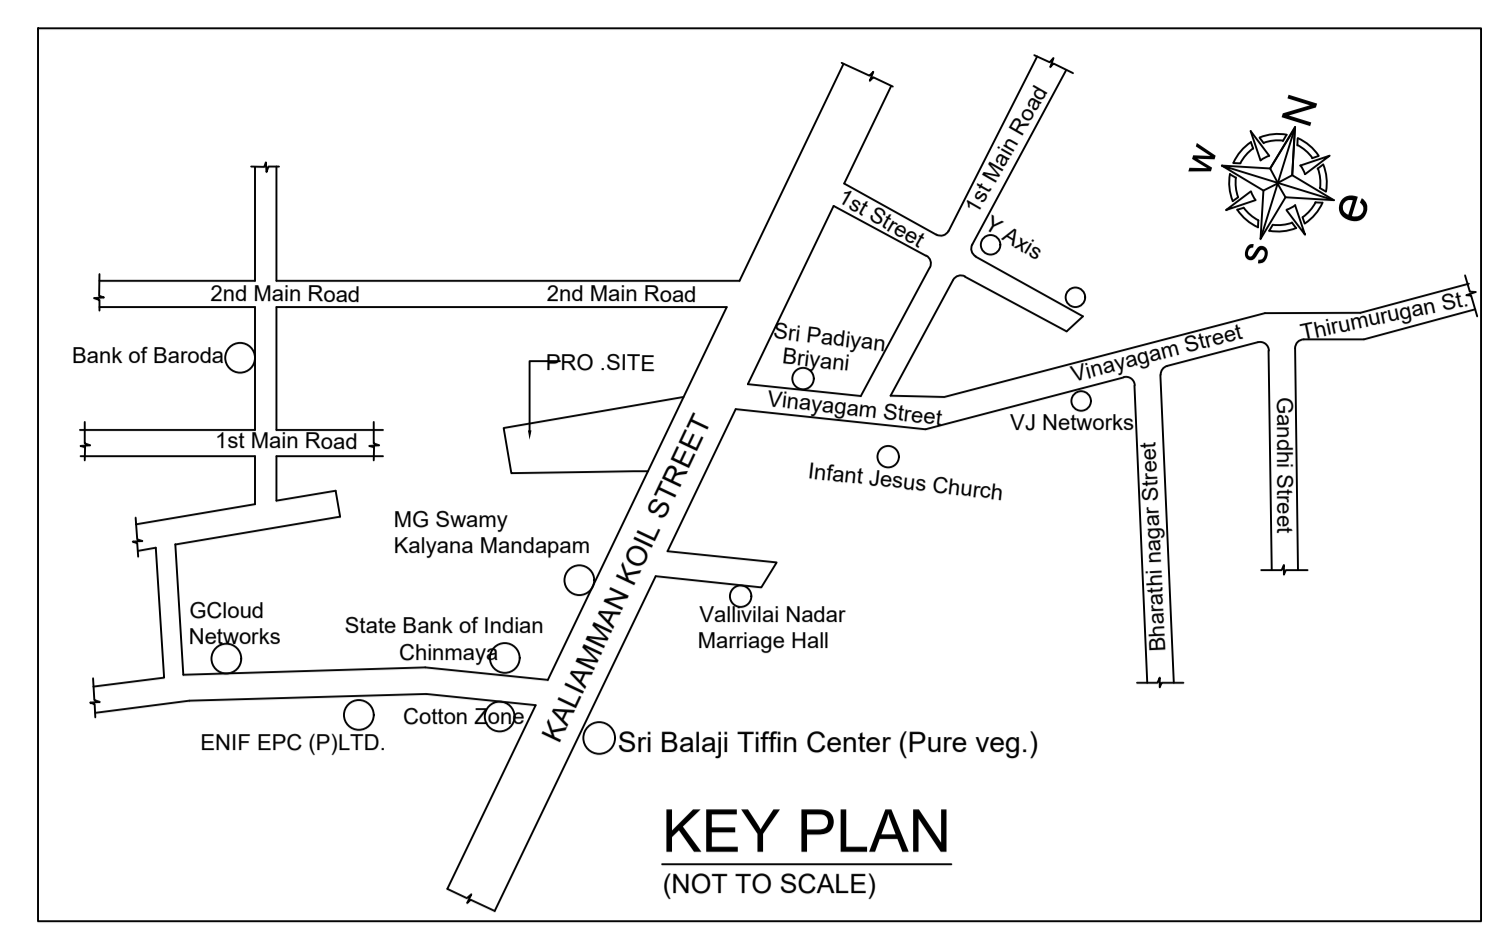 N
w
e
s
1st Main Road
1st Street
Y Axis
2nd Main Road
2nd Main Road
Thirumurugan St.
Vinayagam Street
Sri Padiyan
Briyani
Bank of Baroda
PRO .SITE
Vinayagam Street
VJ Networks
Gandhi Street
1st Main Road
Infant Jesus Church
Bharathi nagar Street
KALIAMMAN KOIL STREET
MG Swamy
Kalyana Mandapam
GCloud
Networks
State Bank of Indian
Chinmaya
Vallivilai Nadar
Marriage Hall
Cotton Zone
ENIF EPC (P)LTD.
Sri Balaji Tiffin Center (Pure veg.)
KEY PLAN
(NOT TO SCALE)